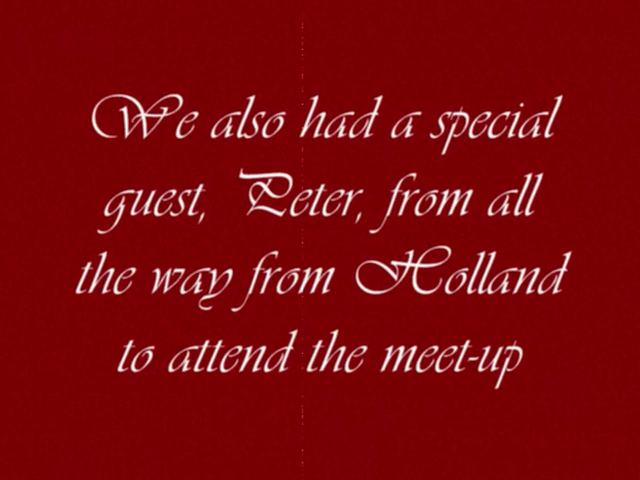 We also had a special
guest, Peter, from all
the way from Holland
to attend the meet-up